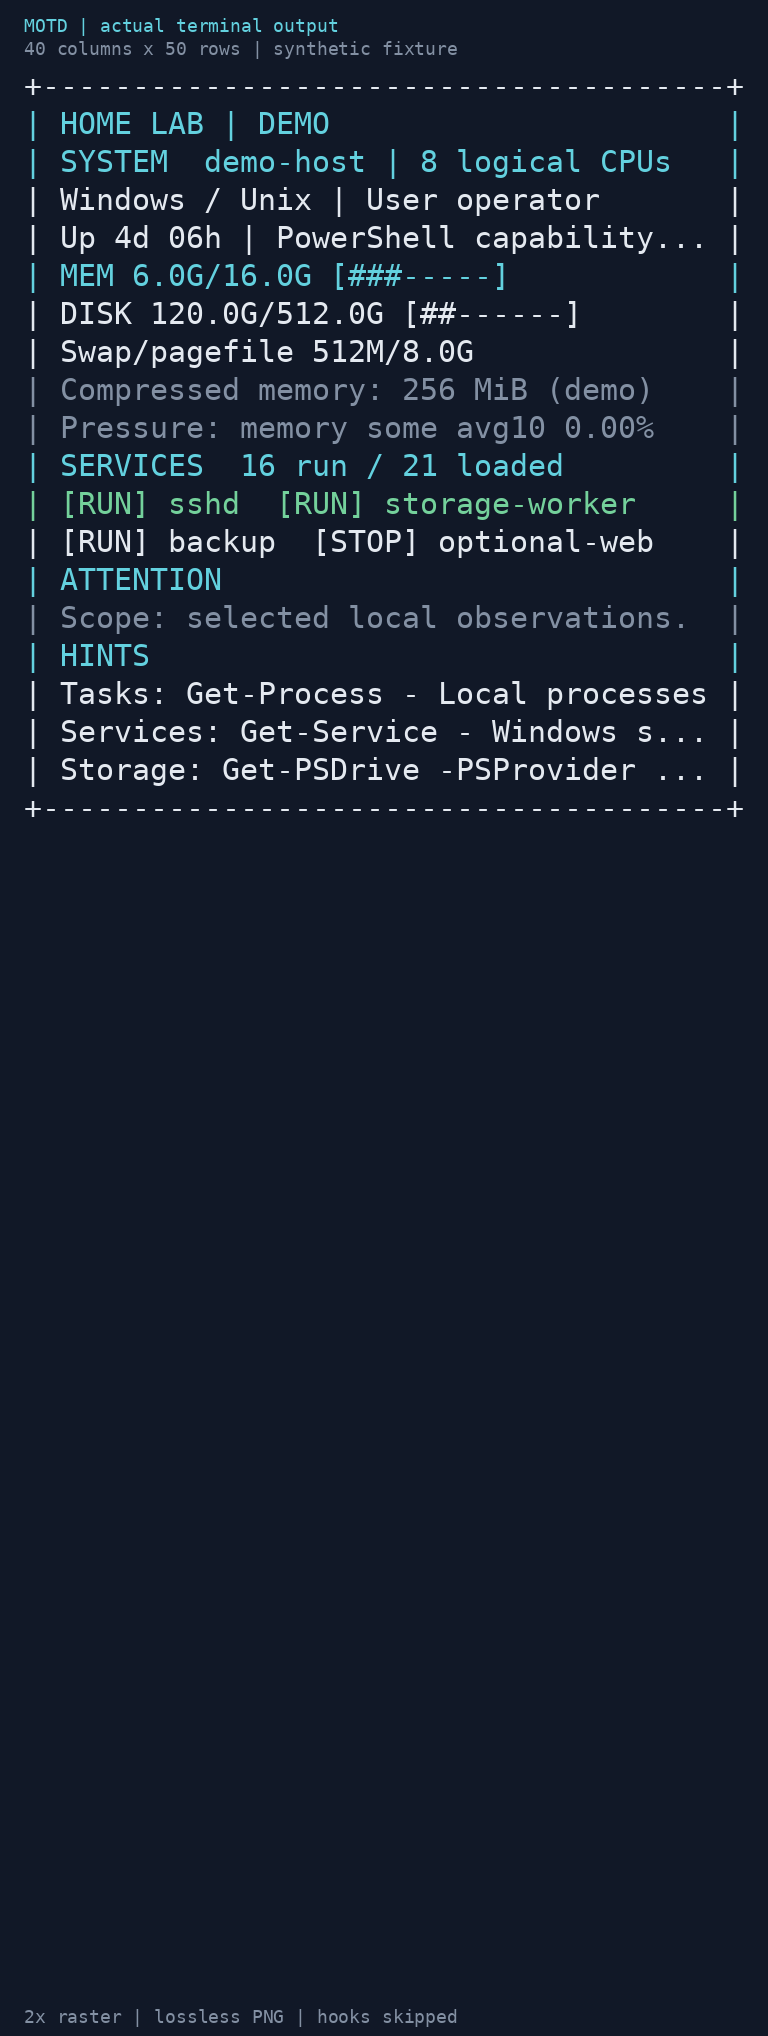 MOTD | actual terminal output
40 columns x 50 rows | synthetic fixture
+--------------------------------------+
| HOME LAB | DEMO                      |
| SYSTEM  demo-host | 8 logical CPUs   |
| Windows / Unix | User operator       |
| Up 4d 06h | PowerShell capability... |
| MEM 6.0G/16.0G [###-----]            |
| DISK 120.0G/512.0G [##------]        |
| Swap/pagefile 512M/8.0G              |
| Compressed memory: 256 MiB (demo)    |
| Pressure: memory some avg10 0.00%    |
| SERVICES  16 run / 21 loaded         |
| [RUN] sshd  [RUN] storage-worker     |
| [RUN] backup  [STOP] optional-web    |
| ATTENTION                            |
| Scope: selected local observations.  |
| HINTS                                |
| Tasks: Get-Process - Local processes |
| Services: Get-Service - Windows s... |
| Storage: Get-PSDrive -PSProvider ... |
+--------------------------------------+
2x raster | lossless PNG | hooks skipped